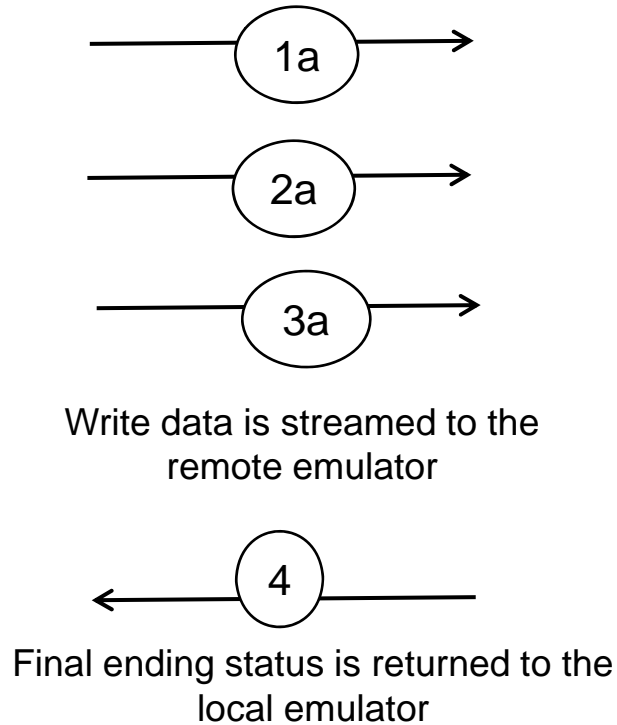 1a
2a
3a
Write data is streamed to the
remote emulator
4
Final ending status is returned to the
local emulator